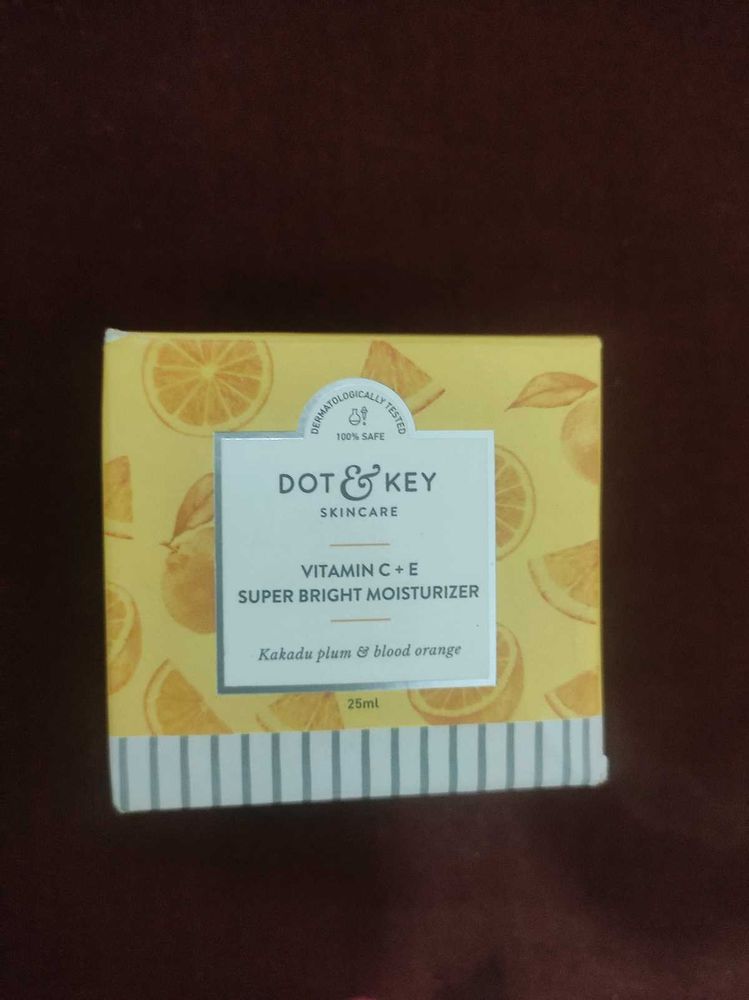 DERMATOLOGICALLY TESTED
100% SAFE
DOT & KEY
SKINCARE
VITAMIN C + E
SUPER BRIGHT MOISTURIZER
Kakadu plum & blood orange
25ml